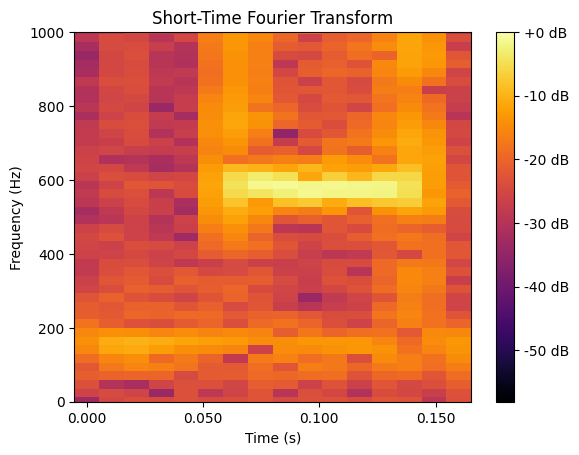 Short-Time Fourier Transform
1000
800
600
400
200
0
Frequency (Hz)
0.000
0.050
0.100
0.150
Time (s)
+0 dB
-10 dB
-20 dB
-30 dB
-40 dB
-50 dB